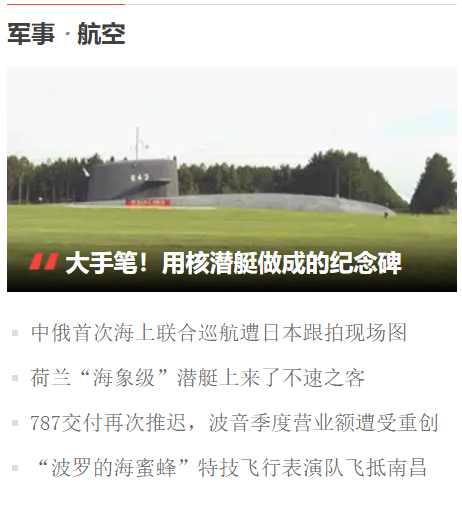 军事·航空
643
大手笔！用核潜艇做成的纪念碑
中俄首次海上联合巡航遭日本跟拍现场图
荷兰“海象级”潜艇上来了不速之客
787交付再次推迟，波音季度营业额遭受重创
“波罗的海蜜蜂”特技飞行表演队飞抵南昌